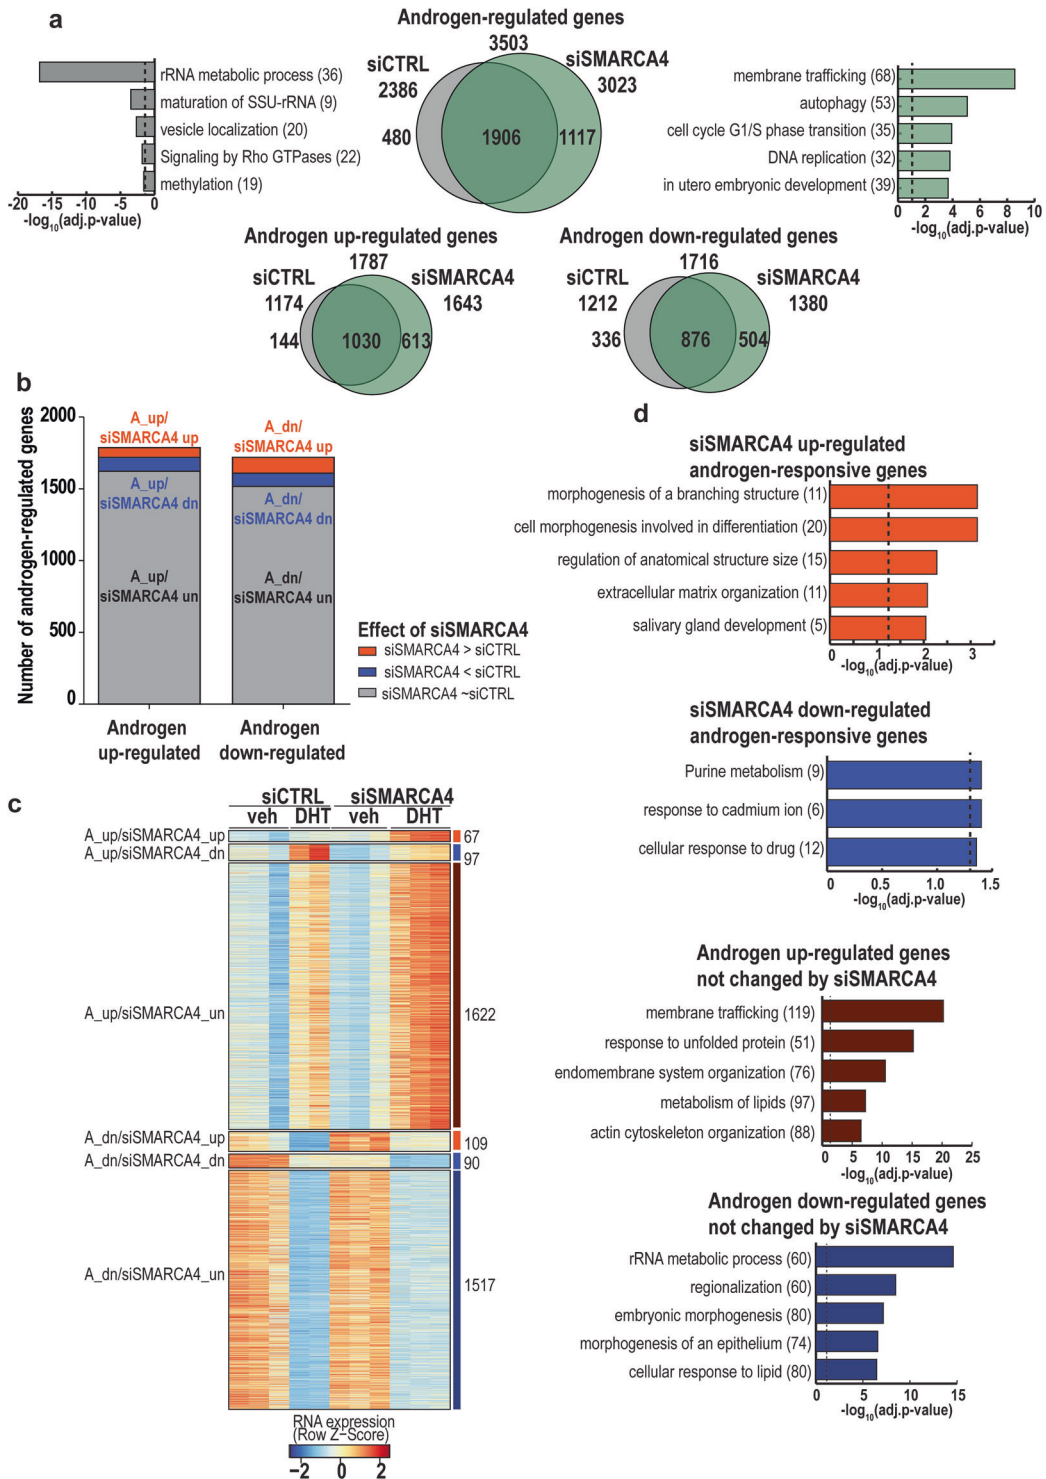 a
Androgen-regulated genes
3503
siCTRL
2386
siSMARCA4
3023
480
1906
1117
rRNA metabolic process (36)
maturation of SSU-rRNA (9)
vesicle localization (20)
Signaling by Rho GTPases (22)
methylation (19)
-20 -15 -10 -5 0
-log10(adj.p-value)
membrane trafficking (68)
autophagy (53)
cell cycle G1/S phase transition (35)
DNA replication (32)
in utero embryonic development (39)
0 2 4 6 8 10
-log10(adj.p-value)
Androgen up-regulated genes
1787
siCTRL
1174
siSMARCA4
1643
144
1030
613
Androgen down-regulated genes
1716
siCTRL
1212
siSMARCA4
1380
336
876
504
b
Number of androgen-regulated genes
2000
1500
1000
500
0
A_up/
siSMARCA4 up
A_up/
siSMARCA4 dn
A_up/
siSMARCA4 un
A_dn/
siSMARCA4 up
A_dn/
siSMARCA4 dn
A_dn/
siSMARCA4 un
Androgen
up-regulated
Androgen
down-regulated
Effect of siSMARCA4
siSMARCA4 > siCTRL
siSMARCA4 < siCTRL
siSMARCA4 ~siCTRL
c
siCTRL siSMARCA4
veh DHT veh DHT
A_up/siSMARCA4_up
67
A_up/siSMARCA4_dn
97
A_up/siSMARCA4_un
1622
A_dn/siSMARCA4_up
109
A_dn/siSMARCA4_dn
90
A_dn/siSMARCA4_un
1517
RNA expression
(Row Z-Score)
−2 0 2
d
siSMARCA4 up-regulated
androgen-responsive genes
morphogenesis of a branching structure (11)
cell morphogenesis involved in differentiation (20)
regulation of anatomical structure size (15)
extracellular matrix organization (11)
salivary gland development (5)
0 1 2 3
-log10(adj.p-value)
siSMARCA4 down-regulated
androgen-responsive genes
Purine metabolism (9)
response to cadmium ion (6)
cellular response to drug (12)
0 0.5 1.0 1.5
-log10(adj.p-value)
Androgen up-regulated genes
not changed by siSMARCA4
membrane trafficking (119)
response to unfolded protein (51)
endomembrane system organization (76)
metabolism of lipids (97)
actin cytoskeleton organization (88)
0 5 10 15 20 25
-log10(adj.p-value)
Androgen down-regulated genes
not changed by siSMARCA4
rRNA metabolic process (60)
regionalization (60)
embryonic morphogenesis (80)
morphogenesis of an epithelium (74)
cellular response to lipid (80)
0 5 10 15
-log10(adj.p-value)